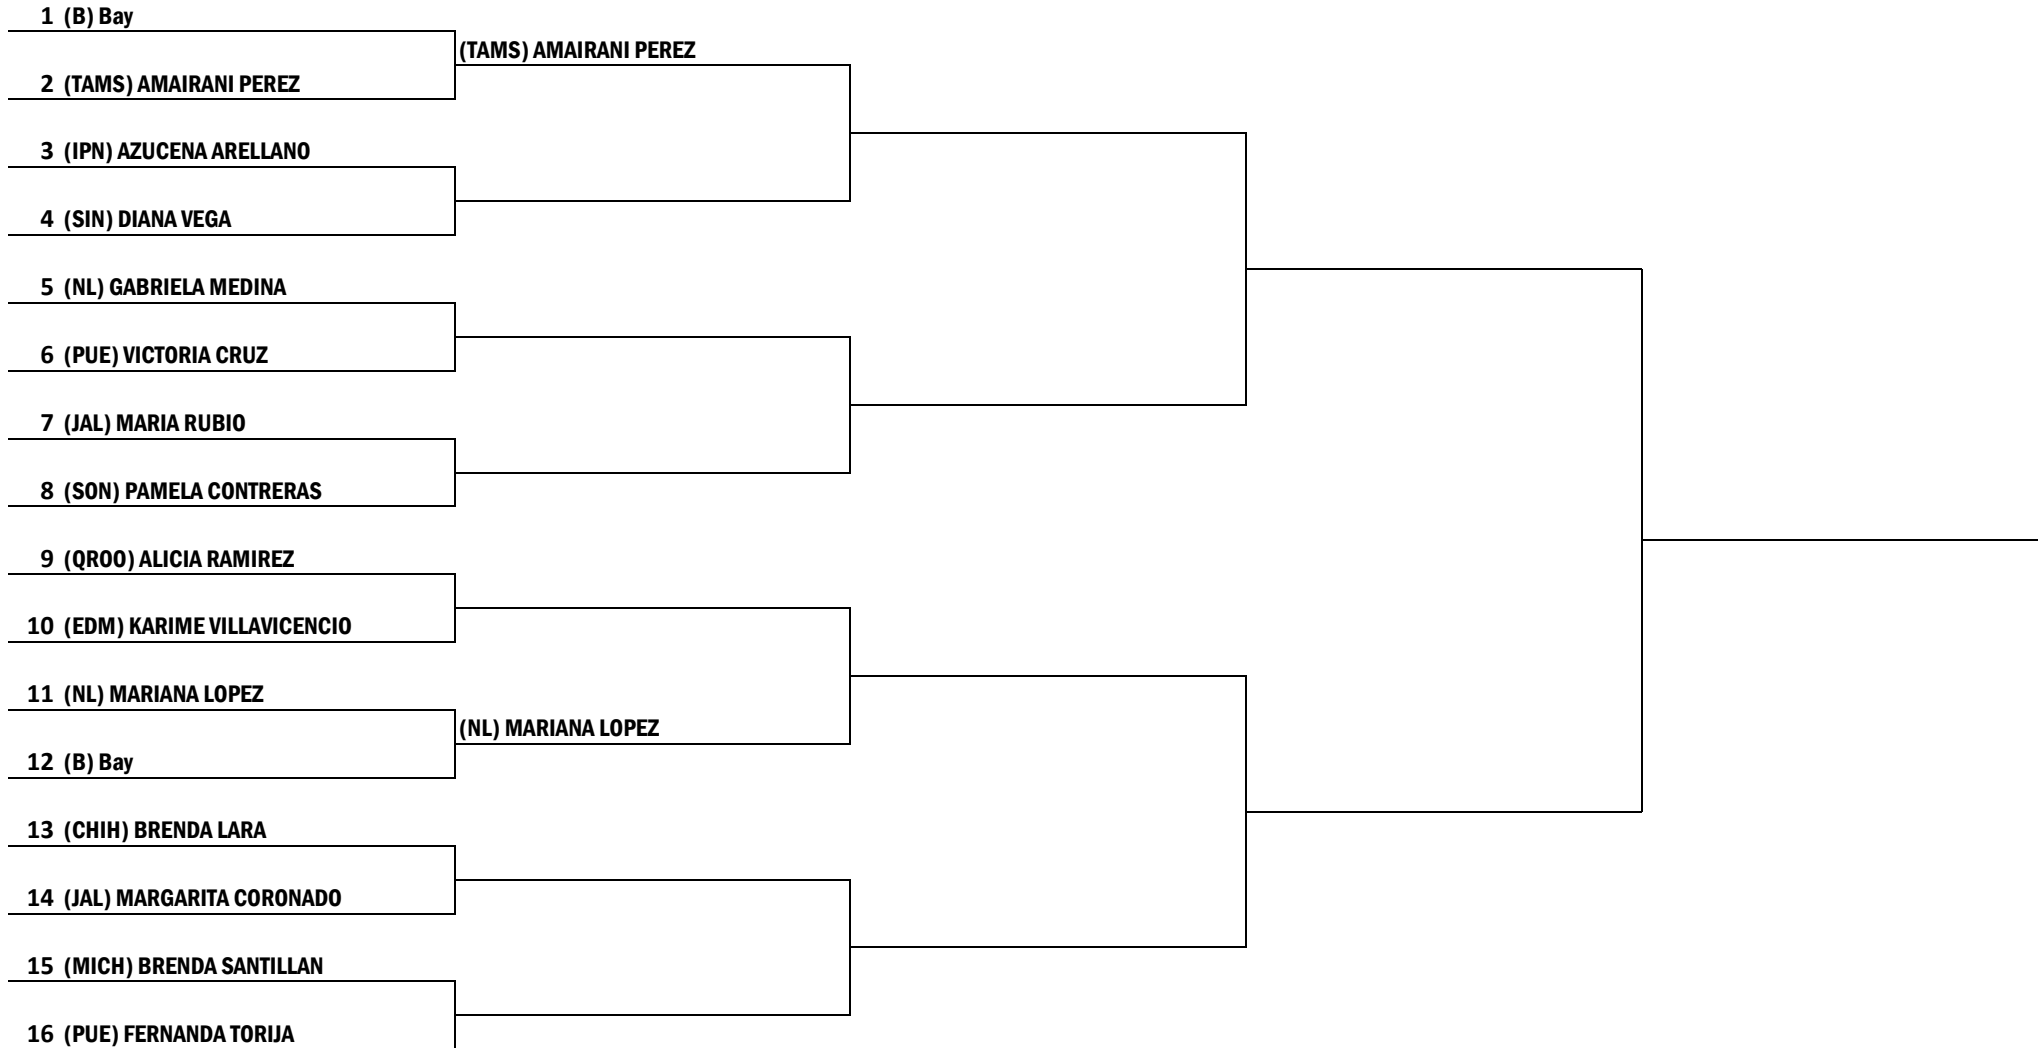 1 (B) Bay
(TAMS) AMAIRANI PEREZ
2 (TAMS) AMAIRANI PEREZ
3 (IPN) AZUCENA ARELLANO
4 (SIN) DIANA VEGA
5 (NL) GABRIELA MEDINA
6 (PUE) VICTORIA CRUZ
7 (JAL) MARIA RUBIO
8 (SON) PAMELA CONTRERAS
9 (QROO) ALICIA RAMIREZ
10 (EDM) KARIME VILLAVICENCIO
11 (NL) MARIANA LOPEZ
(NL) MARIANA LOPEZ
12 (B) Bay
13 (CHIH) BRENDA LARA
14 (JAL) MARGARITA CORONADO
15 (MICH) BRENDA SANTILLAN
16 (PUE) FERNANDA TORIJA